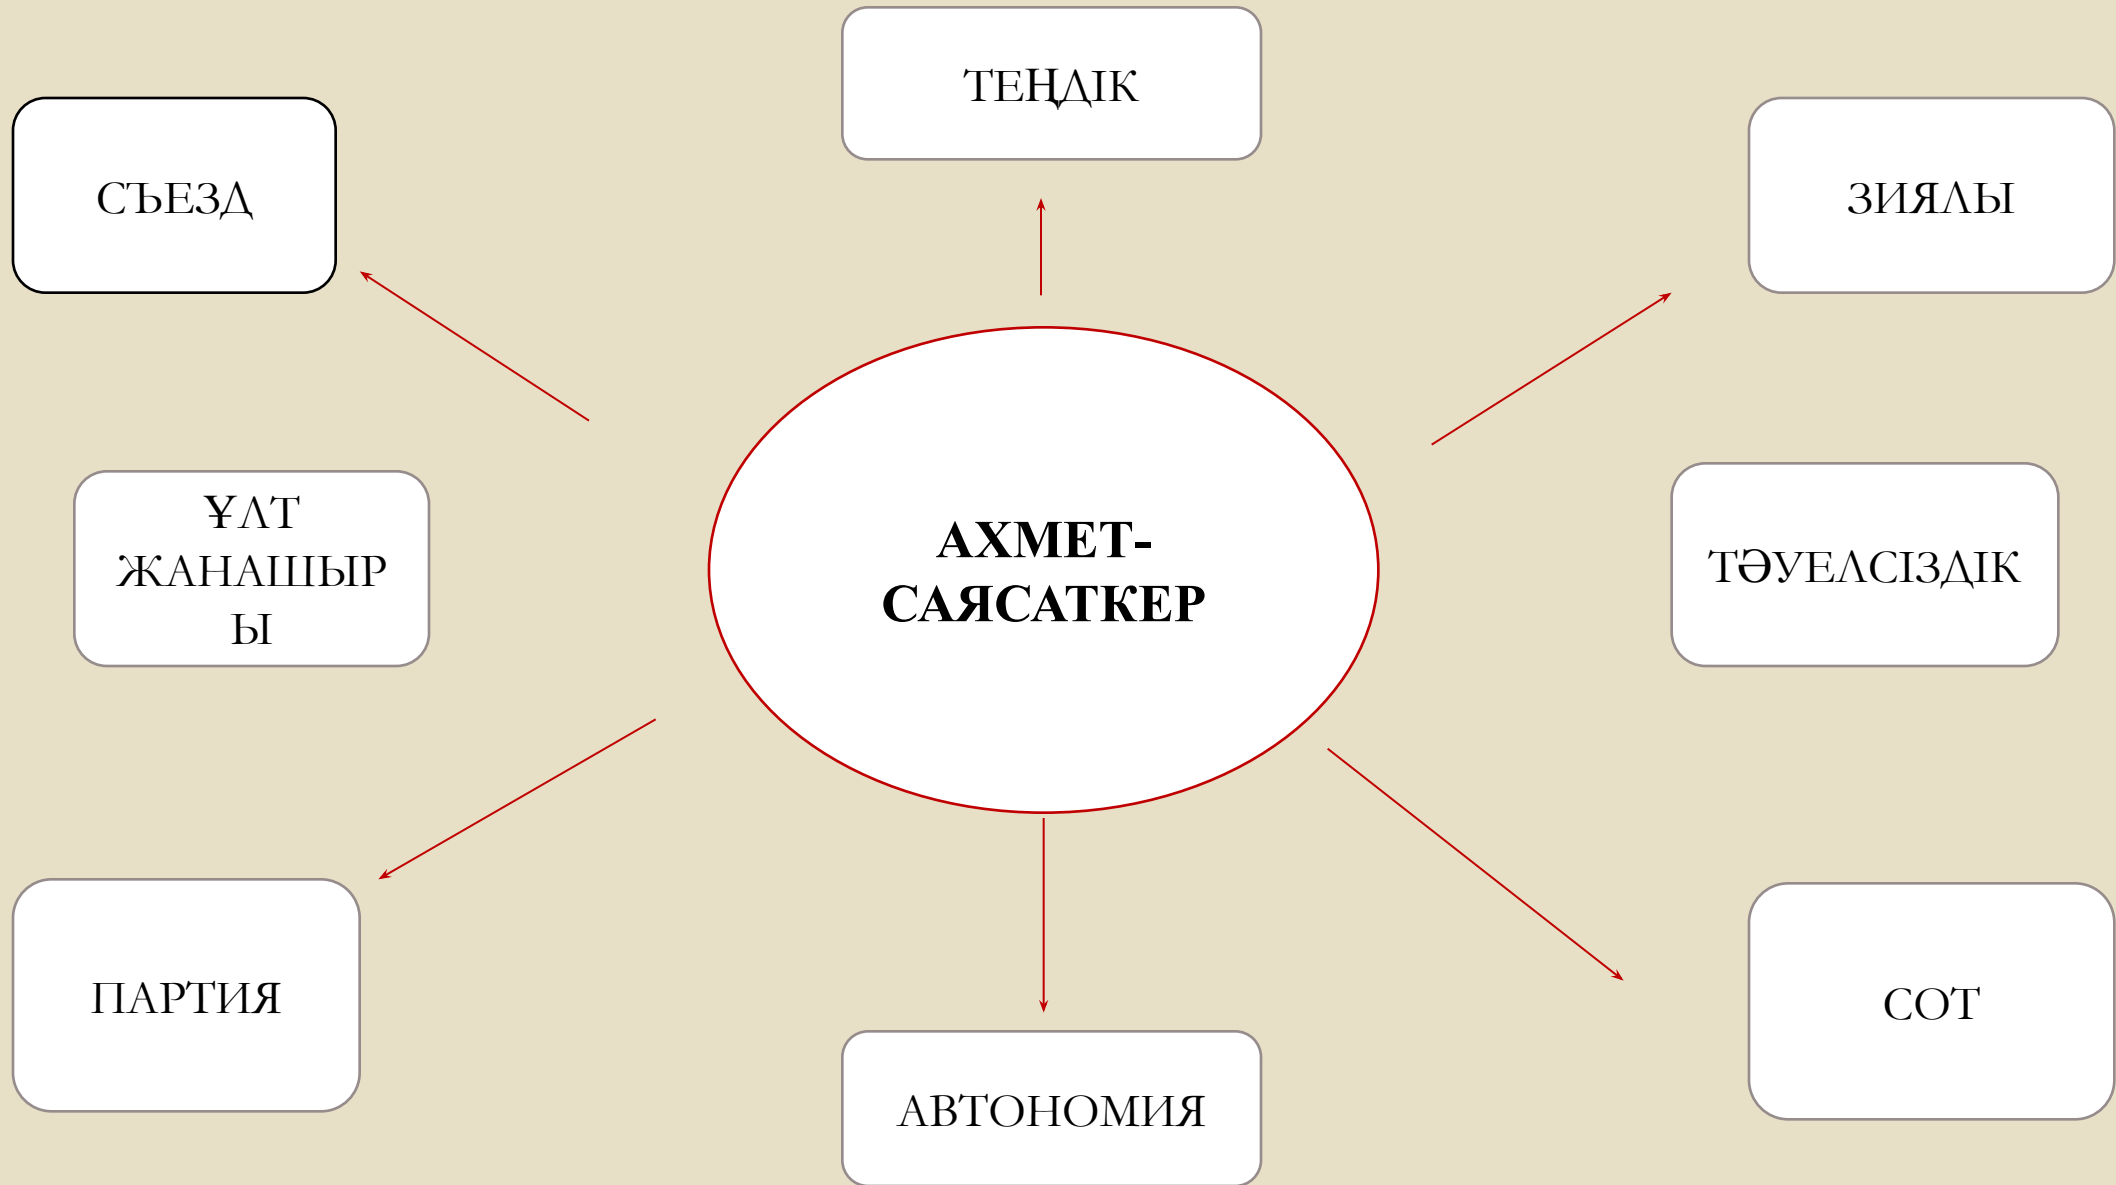 ТЕҢДІК
СЪЕЗД
ЗИЯЛЫ
ҰЛТ
ЖАНАШЫР
Ы
АХМЕТ-
САЯСАТКЕР
ТӘУЕЛСІЗДІК
ПАРТИЯ
СОТ
АВТОНОМИЯ